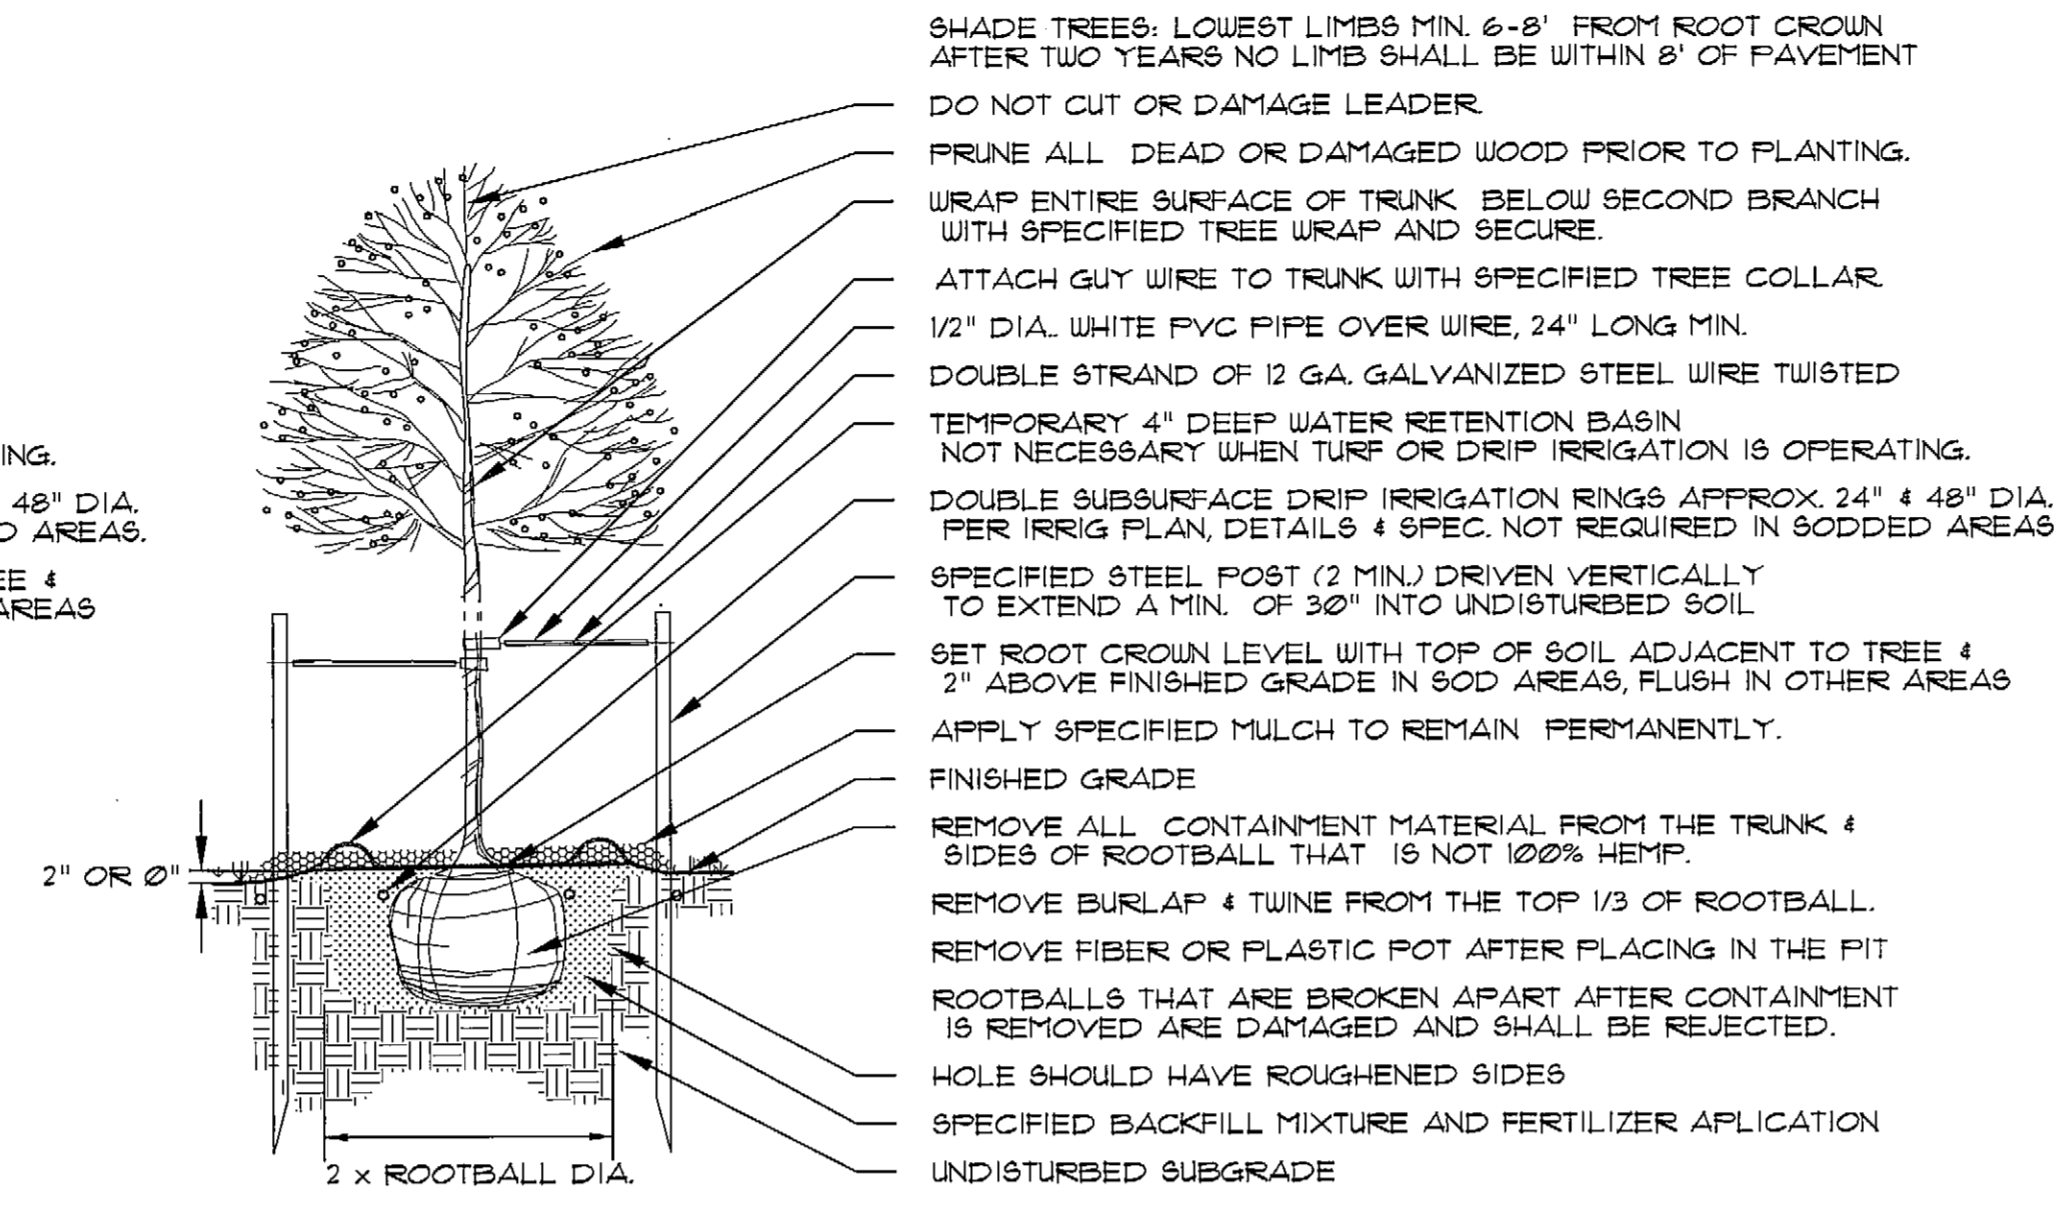 SHADE TREES: LOWEST LIMBS MIN. 6-8' FROM ROOT CROWN
AFTER TWO YEARS NO LIMB SHALL BE WITHIN 8' OF PAVEMENT
DO NOT CUT OR DAMAGE LEADER
PRUNE ALL DEAD OR DAMAGED WOOD PRIOR TO PLANTING.
WRAP ENTIRE SURFACE OF TRUNK BELOW SECOND BRANCH
WITH SPECIFIED TREE WRAP AND SECURE.
ATTACH GUY WIRE TO TRUNK WITH SPECIFIED TREE COLLAR
1/2" DIA.. WHITE PVC PIPE OVER WIRE, 24" LONG MIN.
DOUBLE STRAND OF 12 GA. GALVANIZED STEEL WIRE TWISTED
TEMPORARY 4" DEEP WATER RETENTION BASIN
NOT NECESSARY WHEN TURF OR DRIP IRRIGATION IS OPERATING.
DOUBLE SUBSURFACE DRIP IRRIGATION RINGS APPROX. 24" & 48" DIA.
PER IRRIG PLAN, DETAILS & SPEC. NOT REQUIRED IN SODDED AREAS
SPECIFIED STEEL POST (2 MIN.) DRIVEN VERTICALLY
TO EXTEND A MIN. OF 30" INTO UNDISTURBED SOIL
SET ROOT CROWN LEVEL WITH TOP OF SOIL ADJACENT TO TREE &
2" ABOVE FINISHED GRADE IN SOD AREAS, FLUSH IN OTHER AREAS
APPLY SPECIFIED MULCH TO REMAIN PERMANENTLY.
FINISHED GRADE
REMOVE ALL CONTAINMENT MATERIAL FROM THE TRUNK &
SIDES OF ROOTBALL THAT IS NOT 100% HEMP.
REMOVE BURLAP & TWINE FROM THE TOP 1/3 OF ROOTBALL.
REMOVE FIBER OR PLASTIC POT AFTER PLACING IN THE PIT
ROOTBALLS THAT ARE BROKEN APART AFTER CONTAINMENT
IS REMOVED ARE DAMAGED AND SHALL BE REJECTED.
HOLE SHOULD HAVE ROUGHENED SIDES
SPECIFIED BACKFILL MIXTURE AND FERTILIZER APLICATION
UNDISTURBED SUBGRADE
ING.
48" DIA.
AREAS.
&
AREAS
2" OR 0"
2 x ROOTBALL DIA.